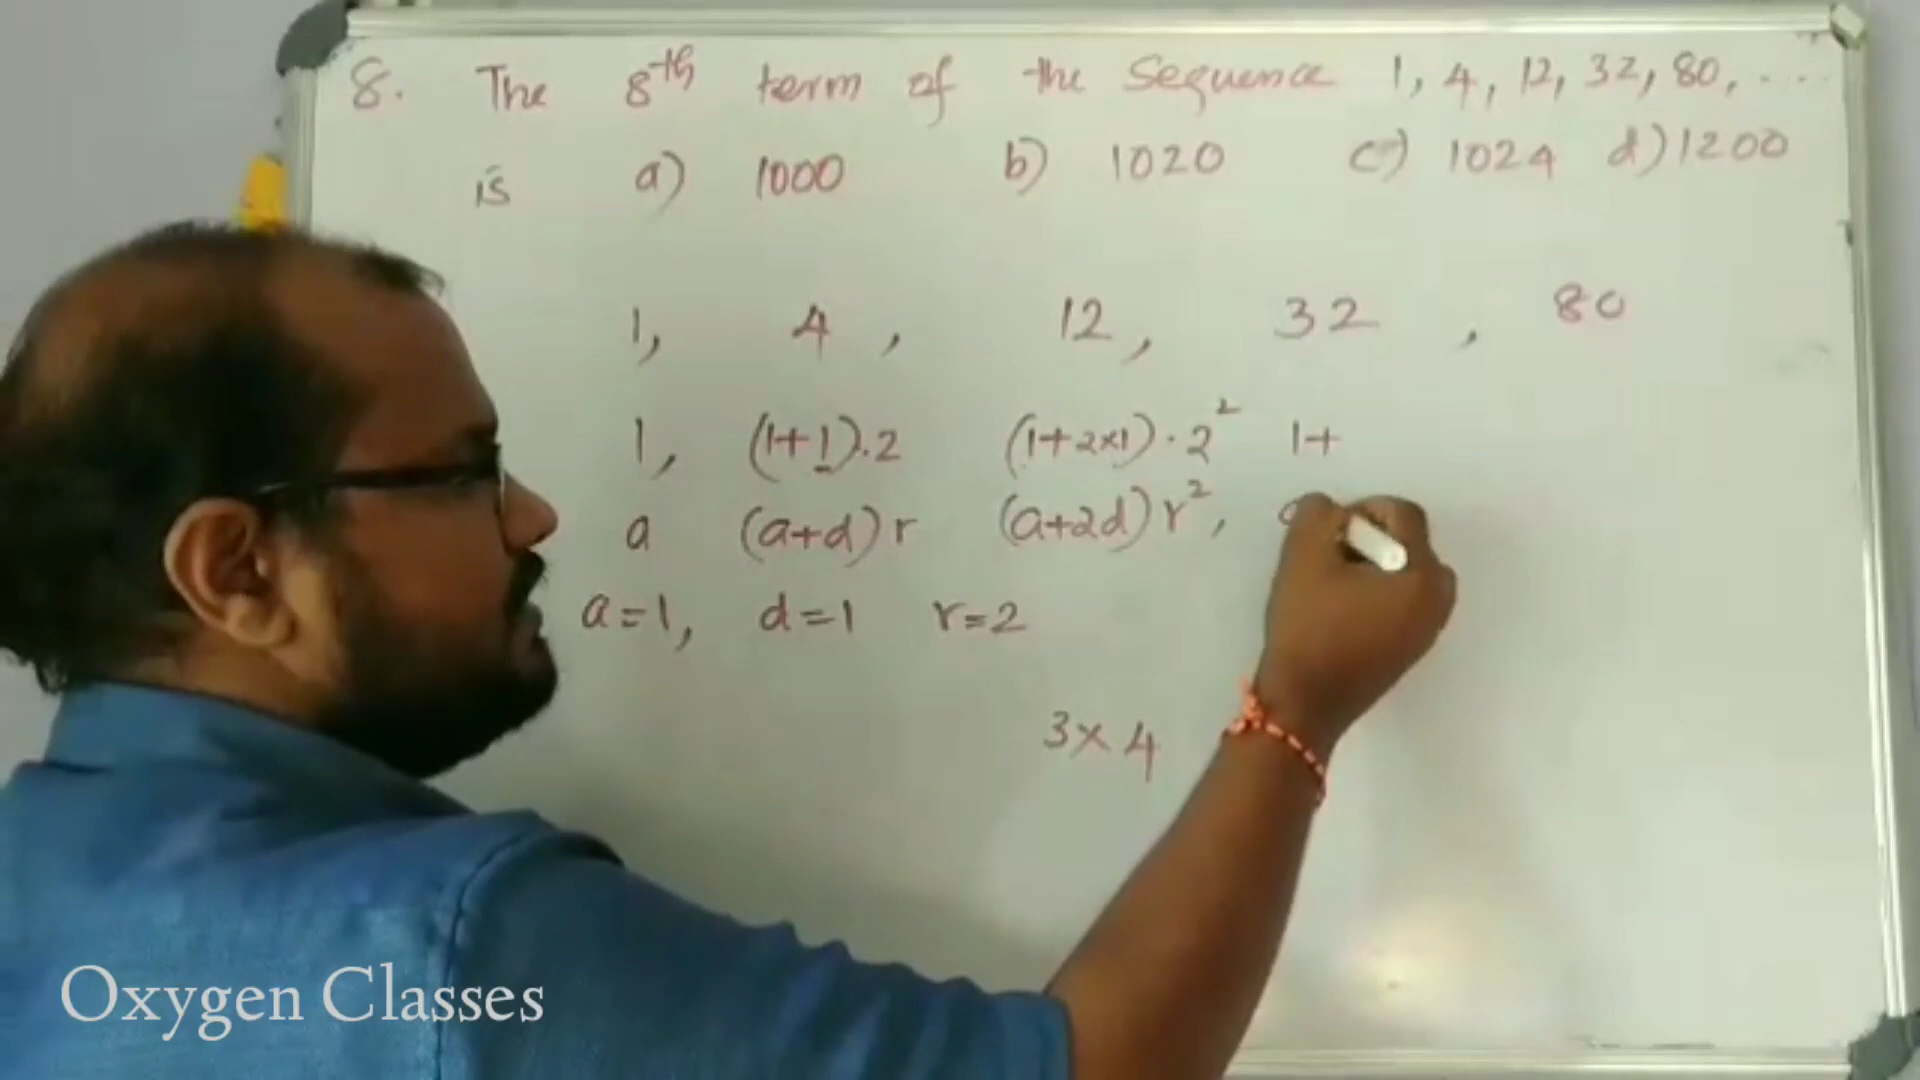 8. The 8th term of the Sequence 1, 4, 12, 32, 80, ....
is a) 1000 b) 1020 c) 1024 d) 1200
1, 4, 12, 32, 80
1, (1+1).2 (1+2×1).2² 1+
a (a+d)r (a+2d)r²,
a=1, d=1 r=2
3×4
Oxygen Classes